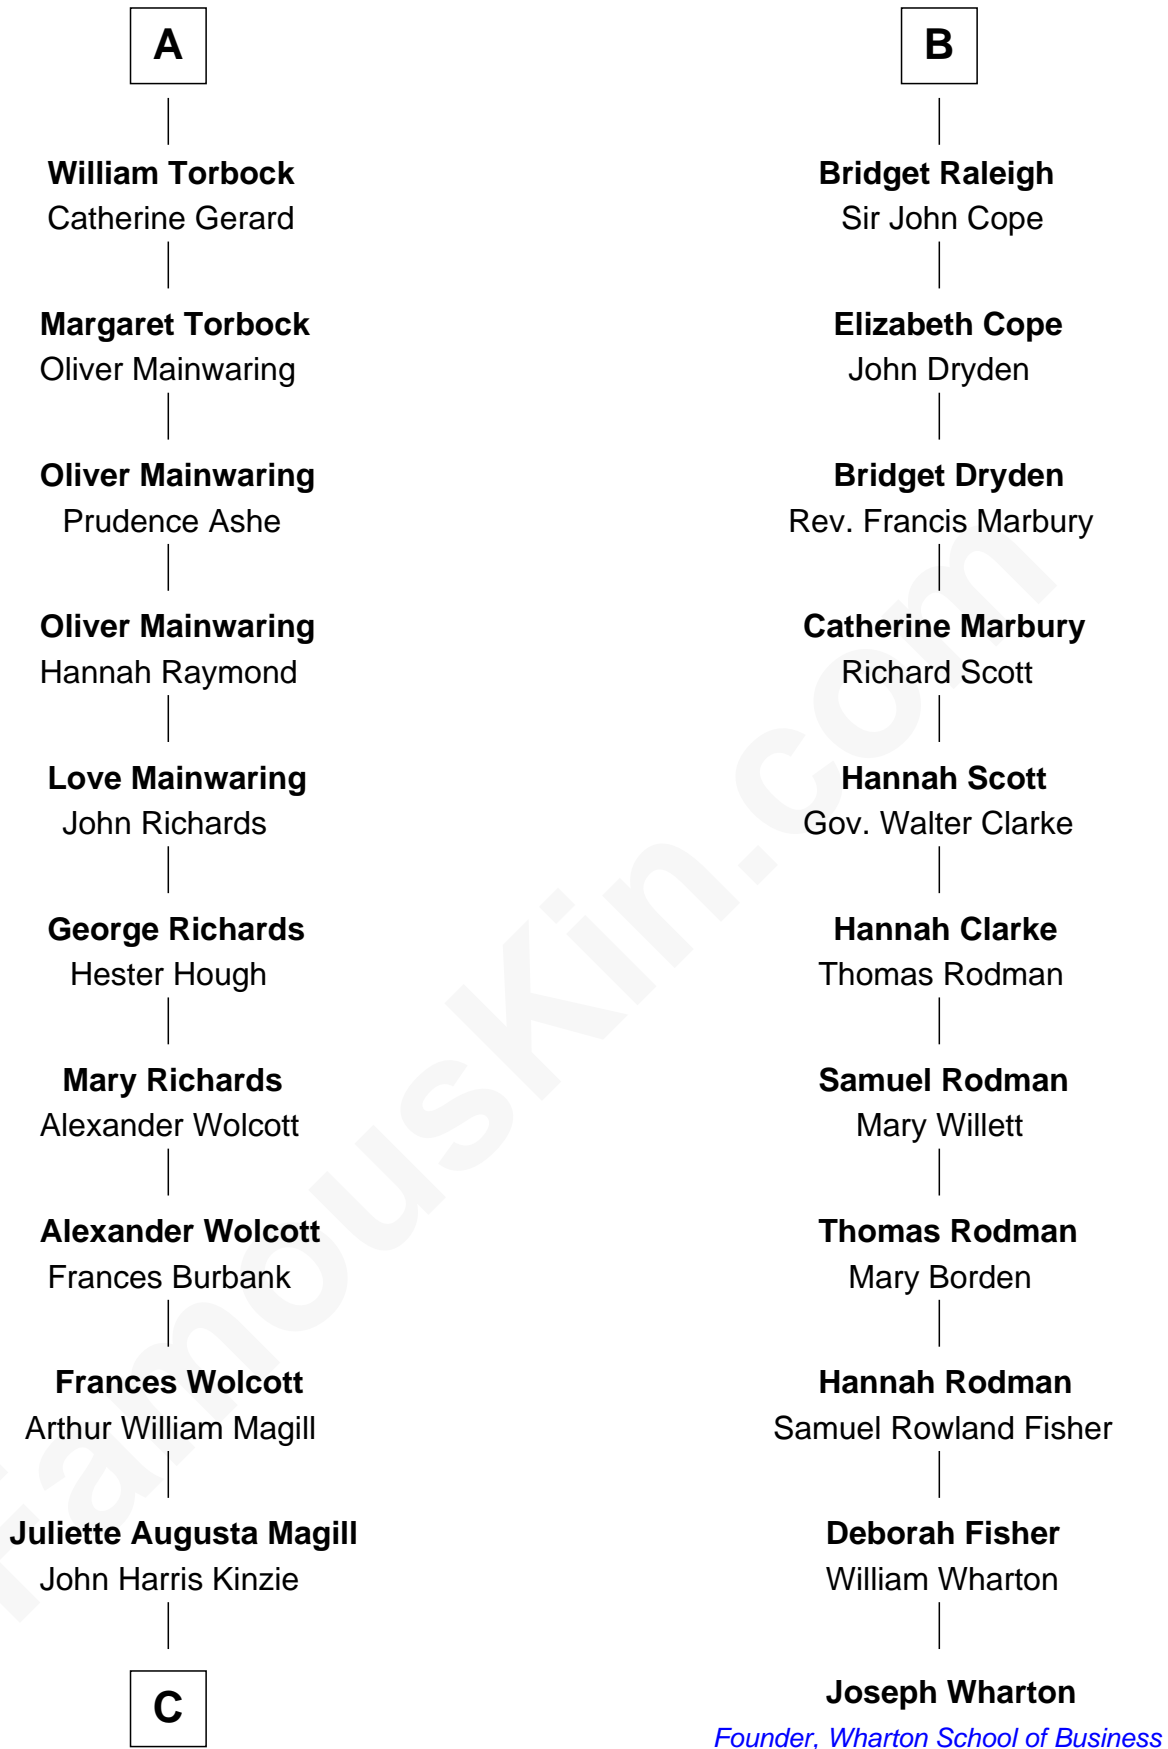 A
William Torbock
Catherine Gerard
Margaret Torbock
Oliver Mainwaring
Oliver Mainwaring
Prudence Ashe
Oliver Mainwaring
Hannah Raymond
Love Mainwaring
John Richards
George Richards
Hester Hough
Mary Richards
Alexander Wolcott
Alexander Wolcott
Frances Burbank
Frances Wolcott
Arthur William Magill
Juliette Augusta Magill
John Harris Kinzie
C
B
Bridget Raleigh
Sir John Cope
Elizabeth Cope
John Dryden
Bridget Dryden
Rev. Francis Marbury
Catherine Marbury
Richard Scott
Hannah Scott
Gov. Walter Clarke
Hannah Clarke
Thomas Rodman
Samuel Rodman
Mary Willett
Thomas Rodman
Mary Borden
Hannah Rodman
Samuel Rowland Fisher
Deborah Fisher
William Wharton
Joseph Wharton
Founder, Wharton School of Business
FamousKin.com